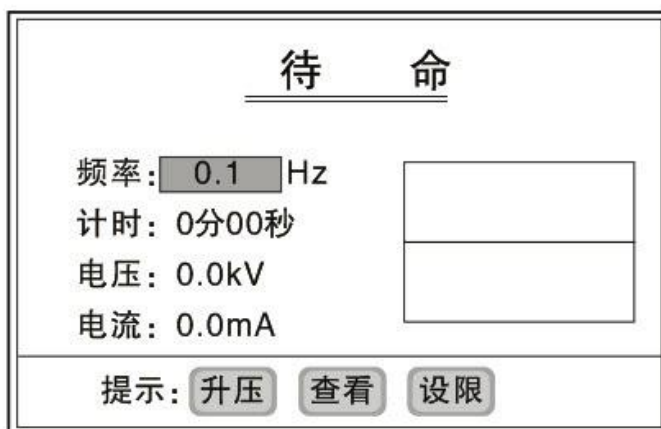 待 命
频率: 0.1 Hz
计时: 0分00秒
电压: 0.0kV
电流: 0.0mA
提示: 升压 查看 设限